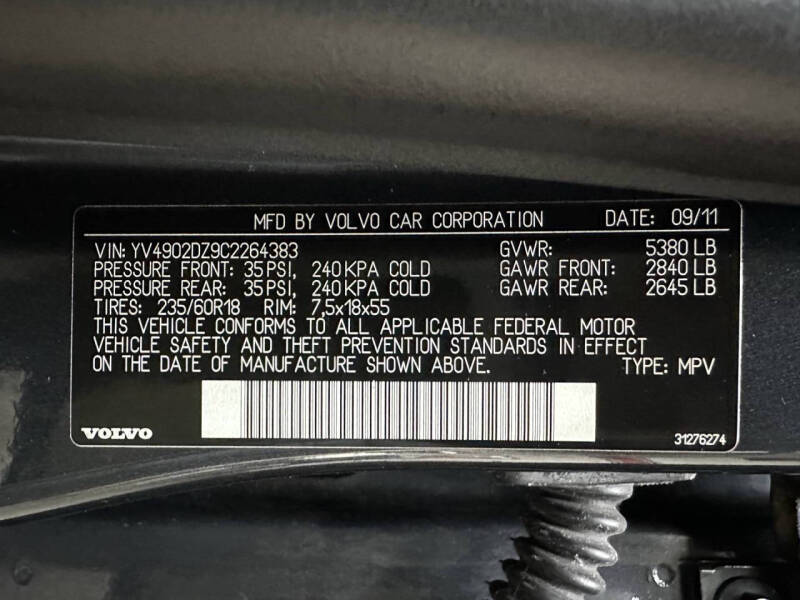 MFD BY VOLVO CAR CORPORATION DATE: 09/11
VIN: YV4902DZ9C2264383 GVWR: 5380 LB
PRESSURE FRONT: 35 PSI, 240 KPA COLD GAWR FRONT: 2840 LB
PRESSURE REAR: 35 PSI, 240 KPA COLD GAWR REAR: 2645 LB
TIRES: 235/60R18 RIM: 7,5x18x55
THIS VEHICLE CONFORMS TO ALL APPLICABLE FEDERAL MOTOR
VEHICLE SAFETY AND THEFT PREVENTION STANDARDS IN EFFECT
ON THE DATE OF MANUFACTURE SHOWN ABOVE. TYPE: MPV
VOLVO 31276274